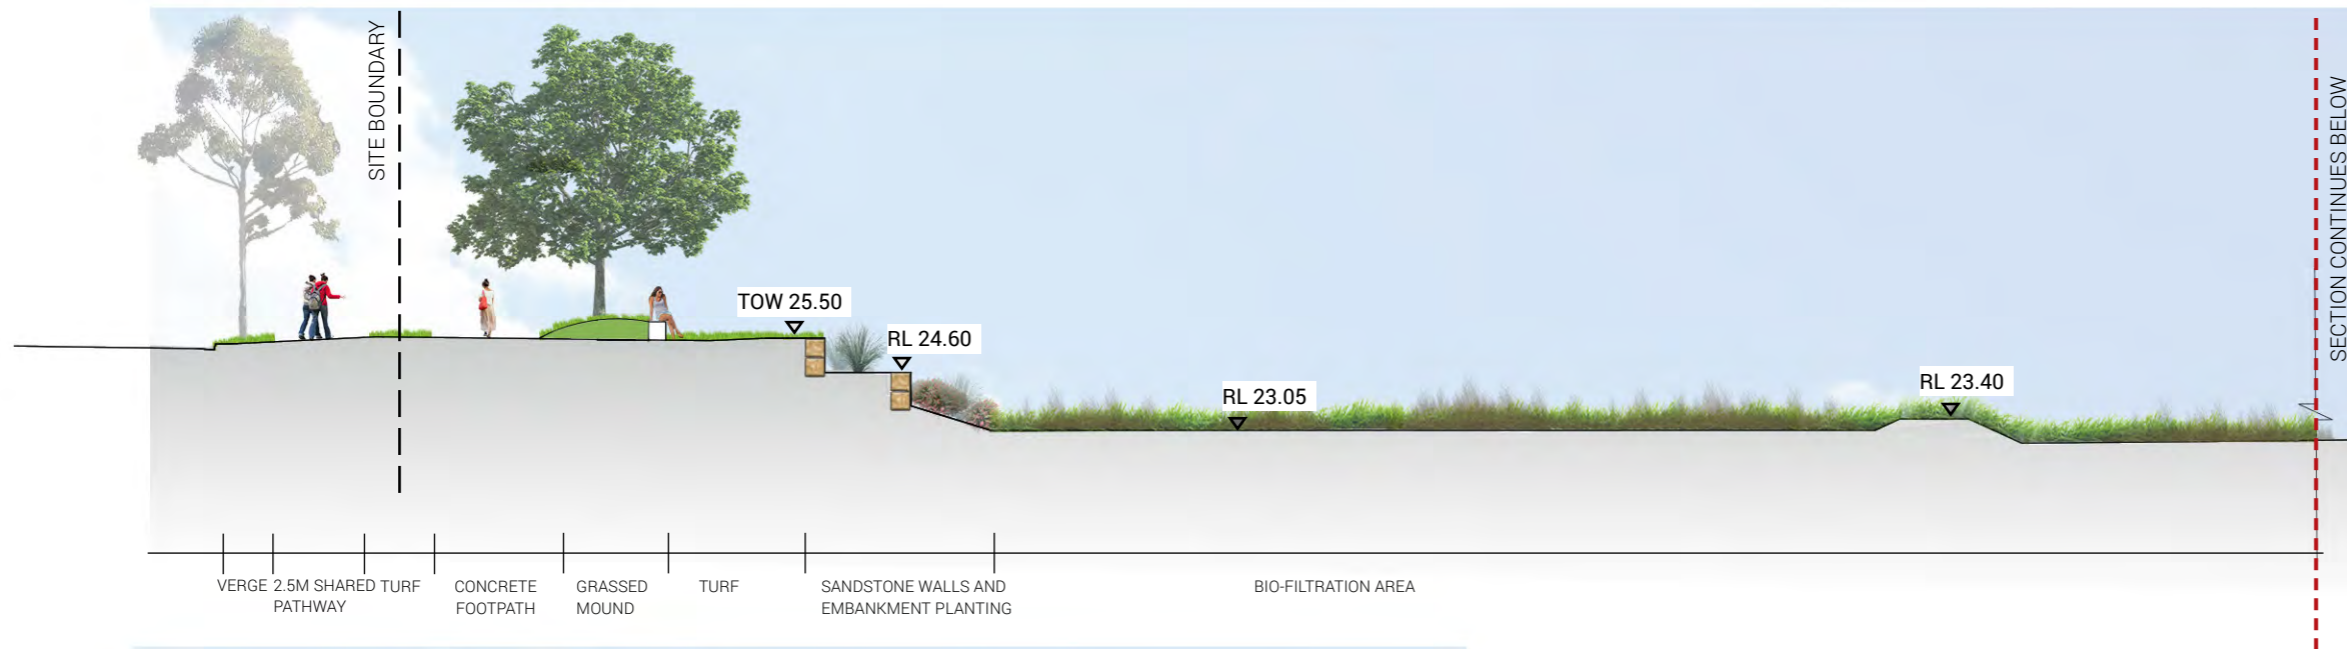 SITE BOUNDARY
TOW 25.50
RL 24.60
RL 23.05
RL 23.40
SECTION CONTINUES BELOW
VERGE
2.5M SHARED
PATHWAY
TURF
CONCRETE
FOOTPATH
GRASSED
MOUND
TURF
SANDSTONE WALLS AND
EMBANKMENT PLANTING
BIO-FILTRATION AREA